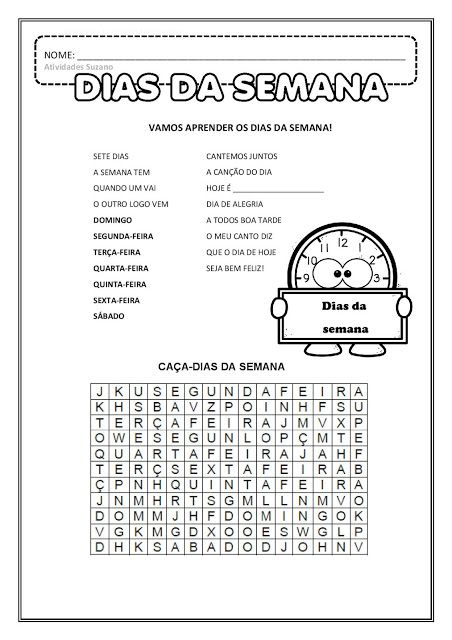 NOME:
Atividades Suzano
DIAS DA SEMANA
VAMOS APRENDER OS DIAS DA SEMANA!
SETE DIAS
A SEMANA TEM
QUANDO UM VAI
O OUTRO LOGO VEM
DOMINGO
SEGUNDA-FEIRA
TERÇA-FEIRA
QUARTA-FEIRA
QUINTA-FEIRA
SEXTA-FEIRA
SÁBADO
CANTEMOS JUNTOS
A CANÇÃO DO DIA
HOJE É
DIA DE ALEGRIA
A TODOS BOA TARDE
O MEU CANTO DIZ
QUE O DIA DE HOJE
SEJA BEM FELIZ!
11 12 1
10
9
Dias da
semana
CAÇA-DIAS DA SEMANA
J K U S E G U N D A F E I R A
K H S B A V Z P O I N H F S U
T E R Ç A F E I R A J M V X P
O W E S E G U N L O P Ç M T E
Q U A R T A F E I R A J A H F
T E R Ç S E X T A F E I R A B
Ç P N H Q U I N T A F E I R A
J N M H R T S G M L L N M V O
D O M M J H F D O M I N G O K
V G K M G D X O O E S W G L P
D H K S A B A D O D J O H N V